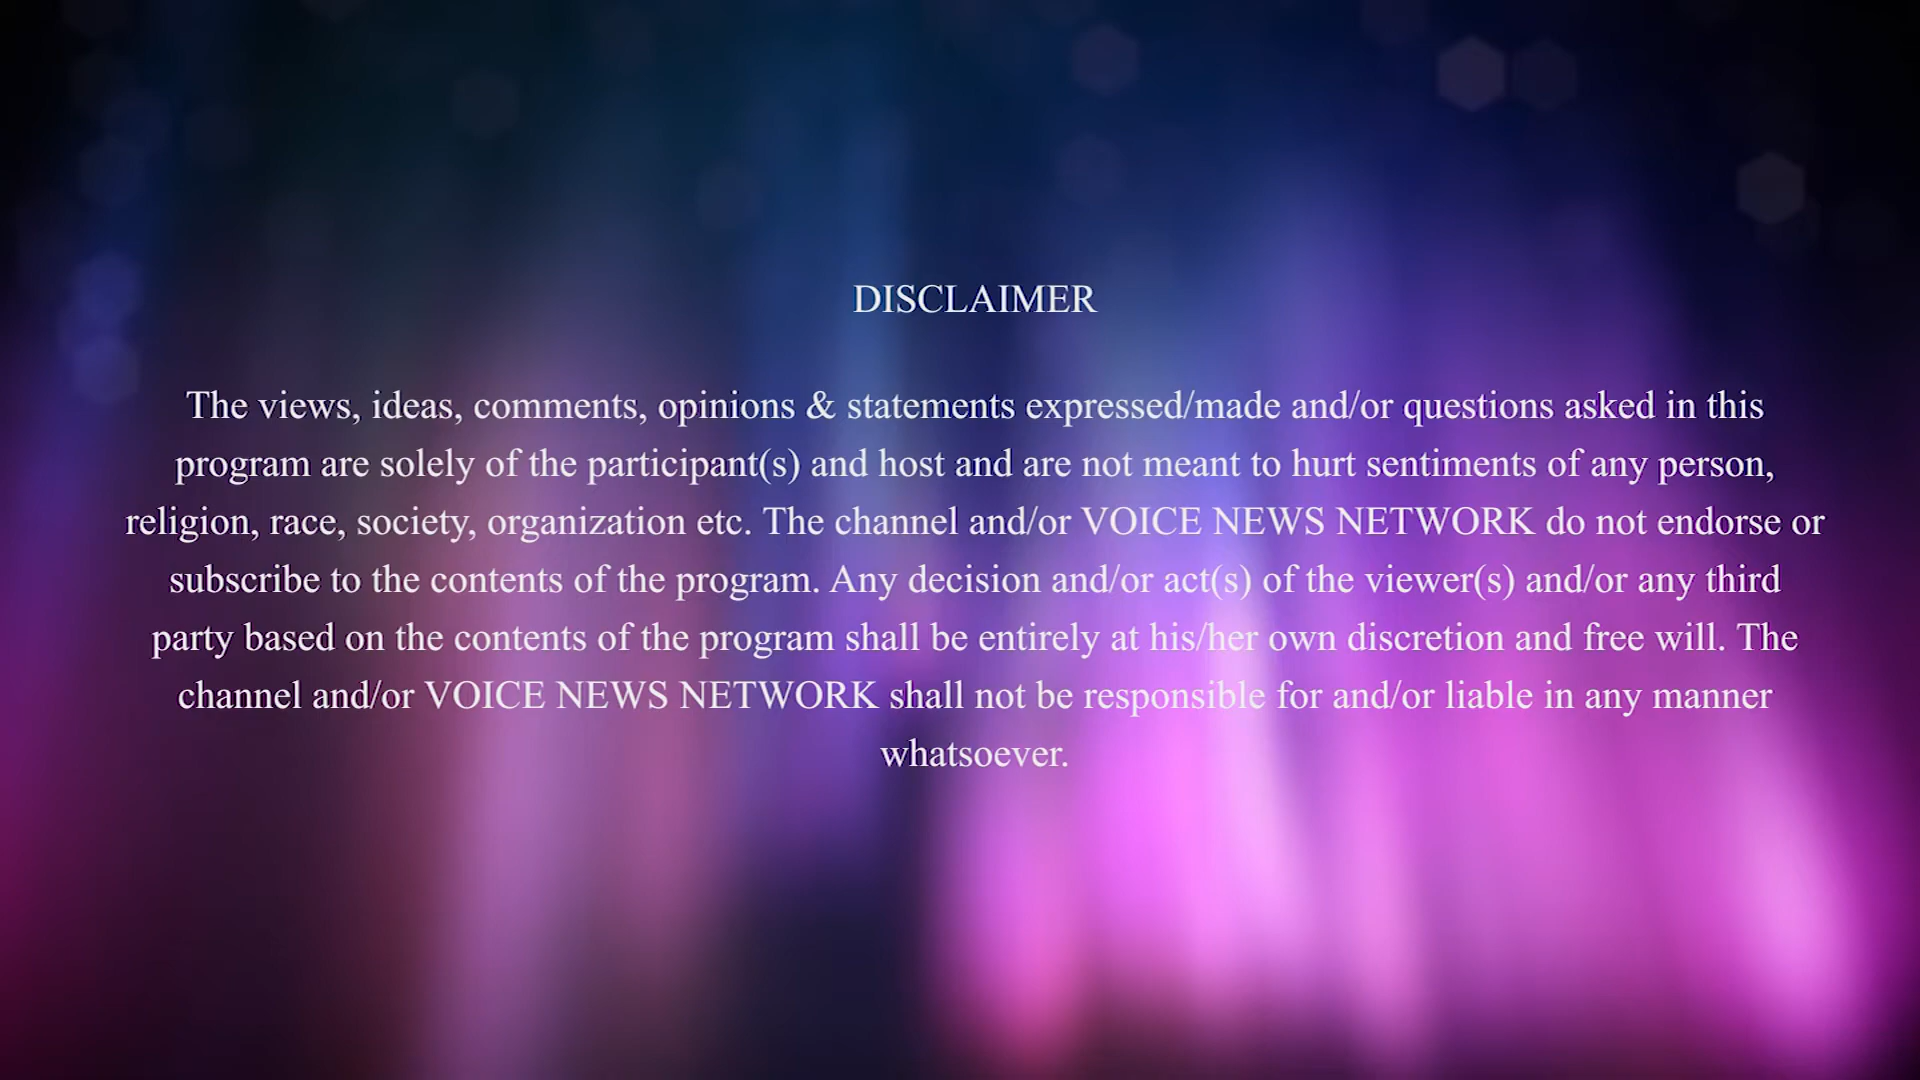 DISCLAIMER
The views, ideas, comments, opinions & statements expressed/made and/or questions asked in this
program are solely of the participant(s) and host and are not meant to hurt sentiments of any person,
religion, race, society, organization etc. The channel and/or VOICE NEWS NETWORK do not endorse or
subscribe to the contents of the program. Any decision and/or act(s) of the viewer(s) and/or any third
party based on the contents of the program shall be entirely at his/her own discretion and free will. The
channel and/or VOICE NEWS NETWORK shall not be responsible for and/or liable in any manner
whatsoever.